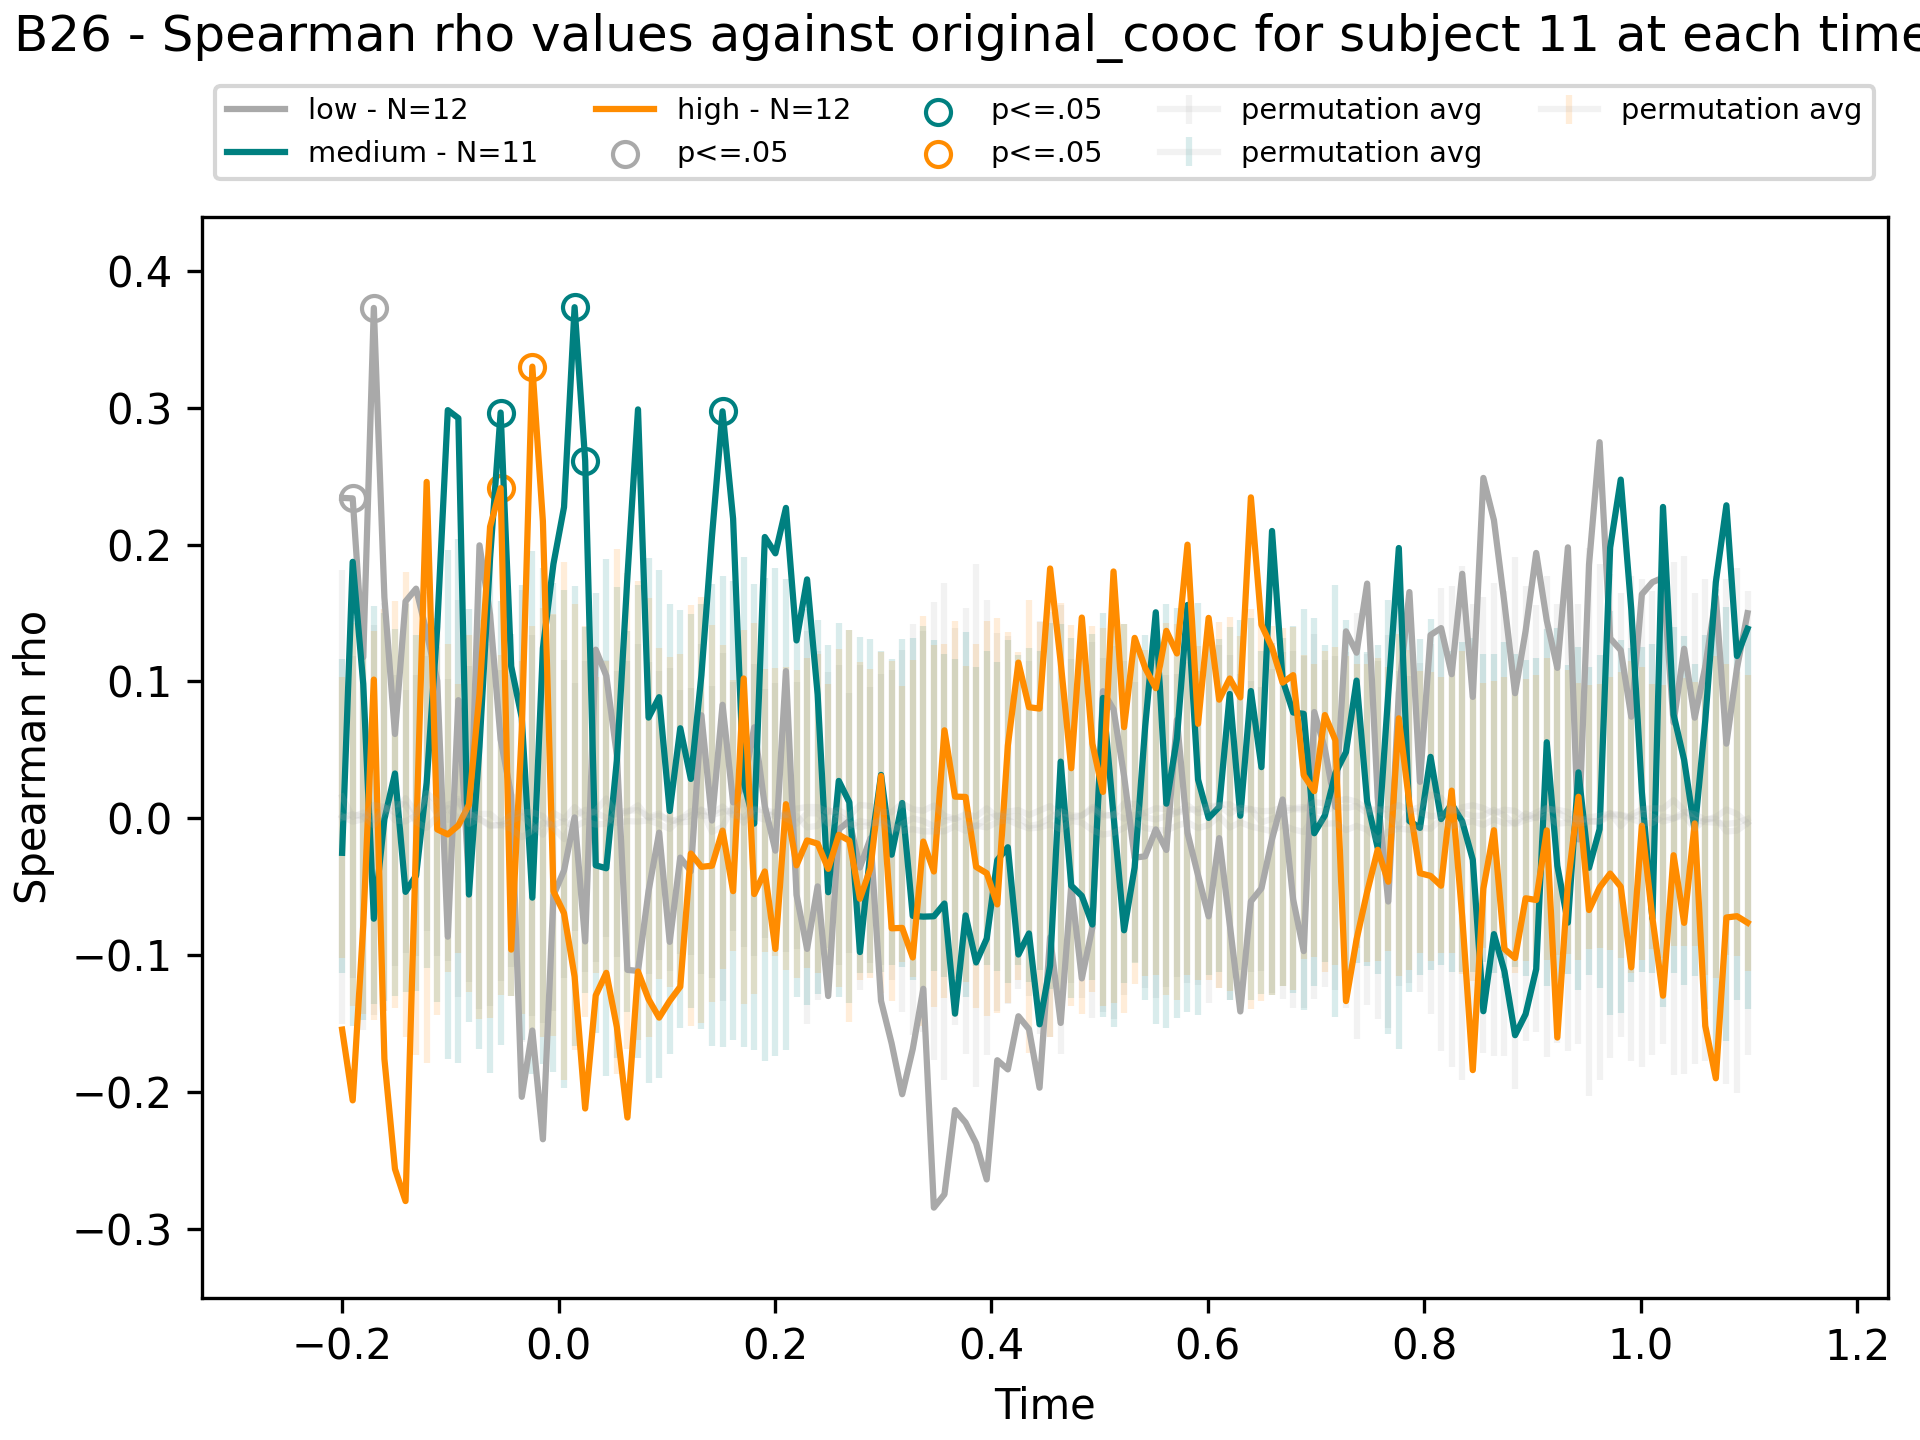 B26 - Spearman rho values against original_cooc for subject 11 at each time
low - N=12
medium - N=11
high - N=12
p<=.05
p<=.05
p<=.05
permutation avg
permutation avg
permutation avg
0.4
0.3
0.2
0.1
0.0
−0.1
−0.2
−0.3
Spearman rho
−0.2 0.0 0.2 0.4 0.6 0.8 1.0 1.2
Time